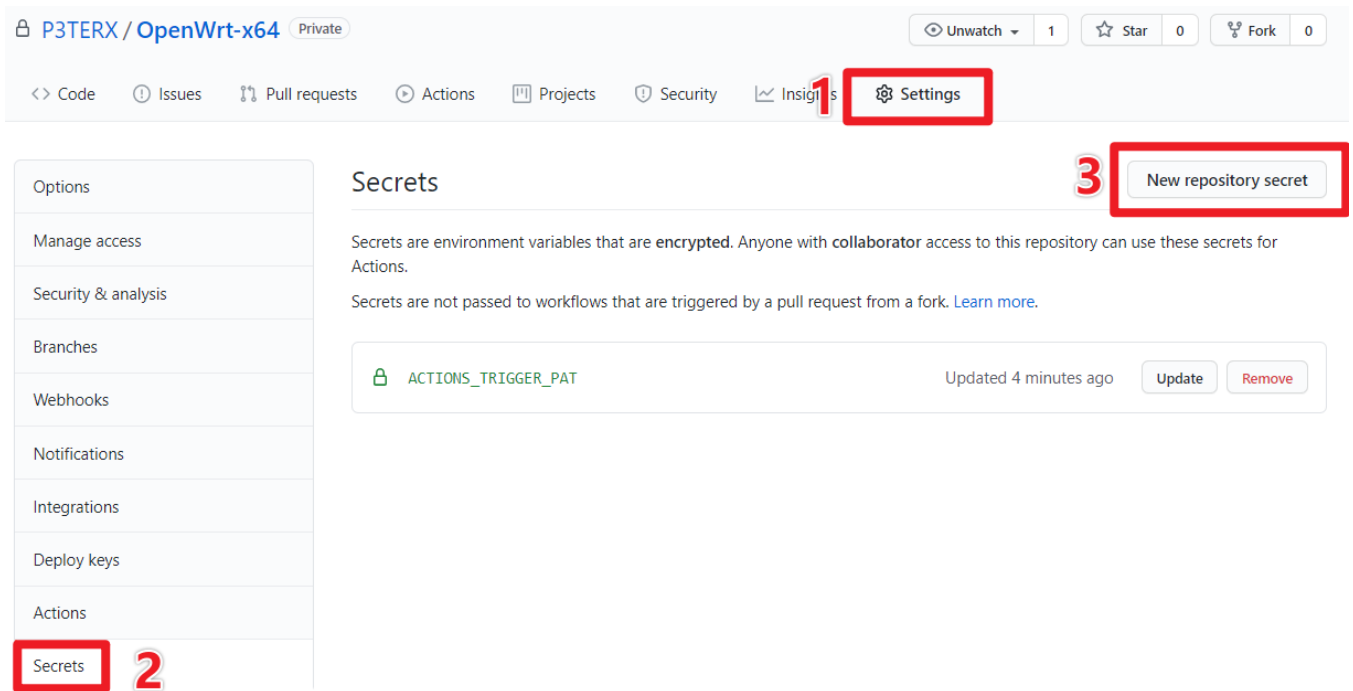 P3TERX / OpenWrt-x64 Private
Unwatch 1 Star 0 Fork 0
<> Code Issues Pull requests Actions Projects Security Insights 1 Settings
Options
Manage access
Security & analysis
Branches
Webhooks
Notifications
Integrations
Deploy keys
Actions
Secrets 2
Secrets
3 New repository secret
Secrets are environment variables that are encrypted. Anyone with collaborator access to this repository can use these secrets for
Actions.
Secrets are not passed to workflows that are triggered by a pull request from a fork. Learn more.
ACTIONS_TRIGGER_PAT Updated 4 minutes ago Update Remove